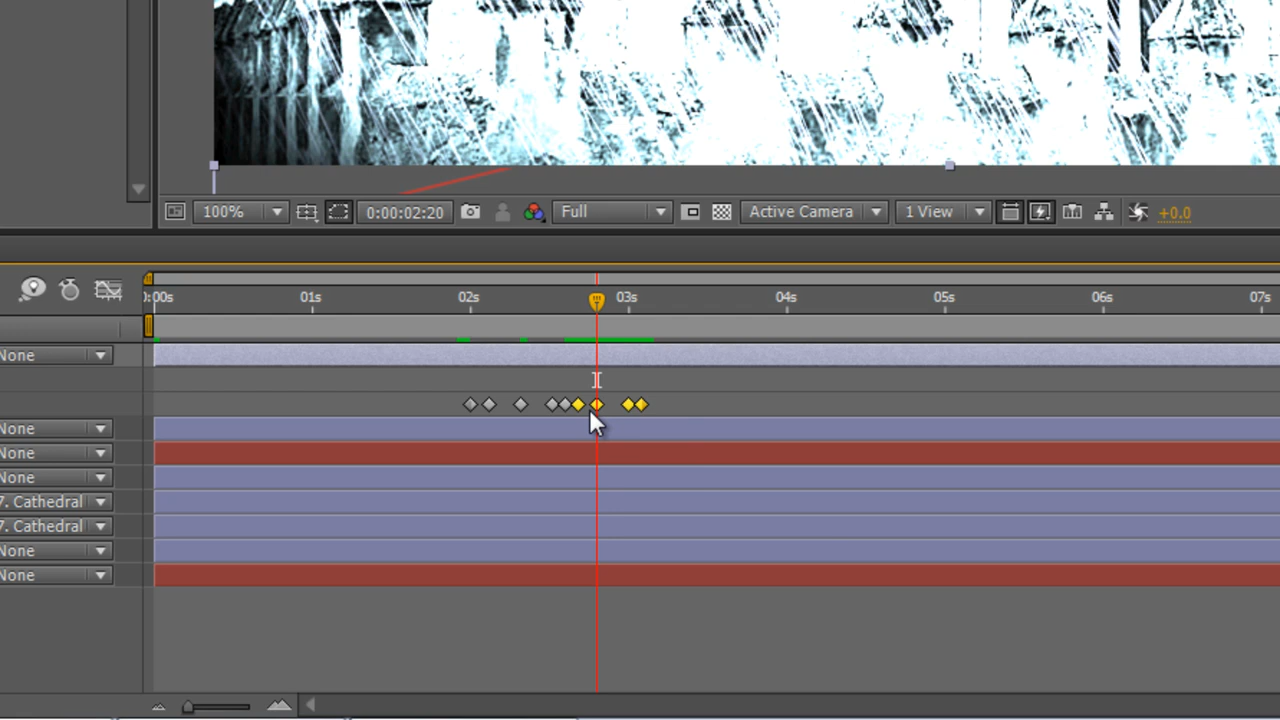 100% 0:00:02:20 Full Active Camera 1 View +0.0
0:00s 01s 02s 03s 04s 05s 06s 07s
None
None
None
None
7. Cathedral
7. Cathedral
None
None